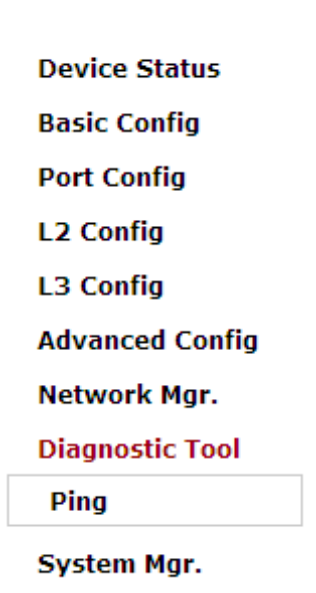 Device Status
Basic Config
Port Config
L2 Config
L3 Config
Advanced Config
Network Mgr.
Diagnostic Tool
Ping
System Mgr.